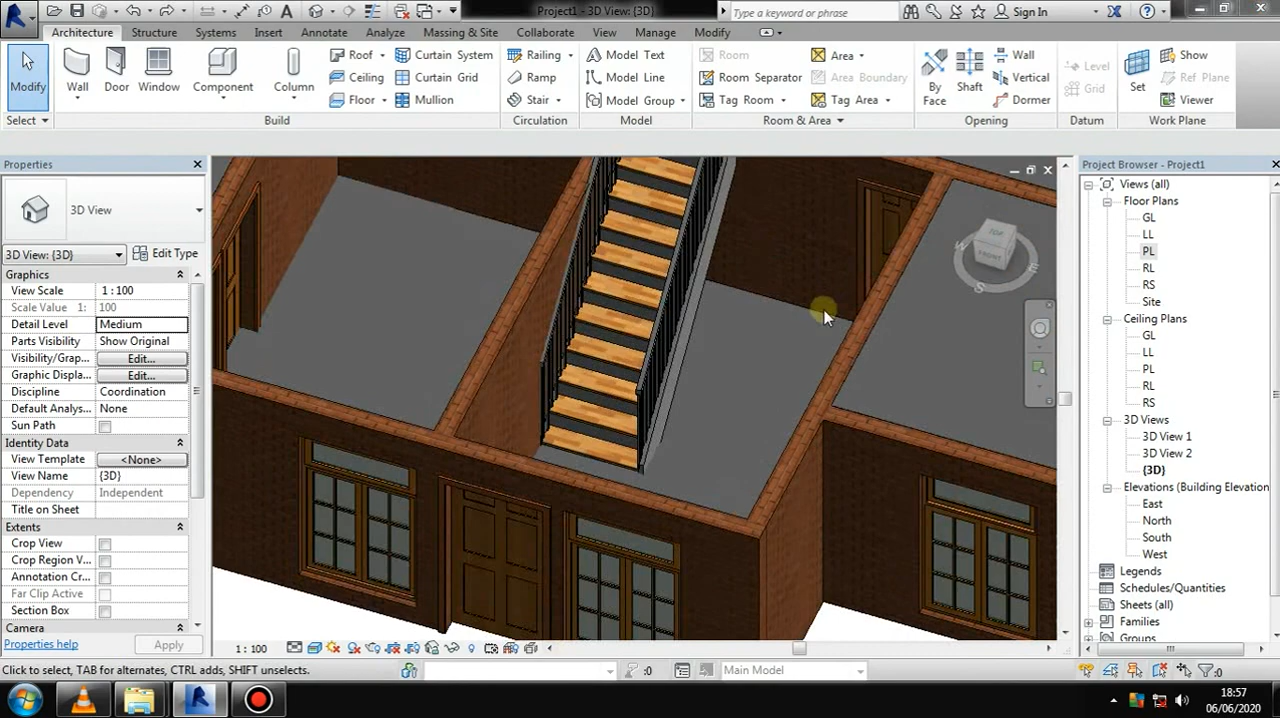 Project1 - 3D View: {3D}
Type a keyword or phrase
Sign In
Architecture Structure Systems Insert Annotate Analyze Massing & Site Collaborate View Manage Modify
Modify
Wall
Door
Window
Component
Column
Roof
Ceiling
Floor
Curtain System
Curtain Grid
Mullion
Railing
Ramp
Stair
Model Text
Model Line
Model Group
Room
Room Separator
Tag Room
Area
Area Boundary
Tag Area
By Face
Shaft
Wall
Vertical
Dormer
Level
Grid
Set
Show
Ref Plane
Viewer
Select Build Circulation Model Room & Area Opening Datum Work Plane
Properties
3D View
3D View: {3D} Edit Type
Graphics
View Scale 1 : 100
Scale Value 1: 100
Detail Level Medium
Parts Visibility Show Original
Visibility/Grap... Edit...
Graphic Displa... Edit...
Discipline Coordination
Default Analys... None
Sun Path
Identity Data
View Template <None>
View Name {3D}
Dependency Independent
Title on Sheet
Extents
Crop View
Crop Region V...
Annotation Cr...
Far Clip Active
Section Box
Camera
Properties help Apply
TOP
FRONT
W
S
E
Project Browser - Project1
Views (all)
Floor Plans
GL
LL
PL
RL
RS
Site
Ceiling Plans
GL
LL
PL
RL
RS
3D Views
3D View 1
3D View 2
{3D}
Elevations (Building Elevation
East
North
South
West
Legends
Schedules/Quantities
Sheets (all)
Families
Groups
1 : 100
Click to select, TAB for alternates, CTRL adds, SHIFT unselects.
:0
Main Model
:0
18:57
06/06/2020